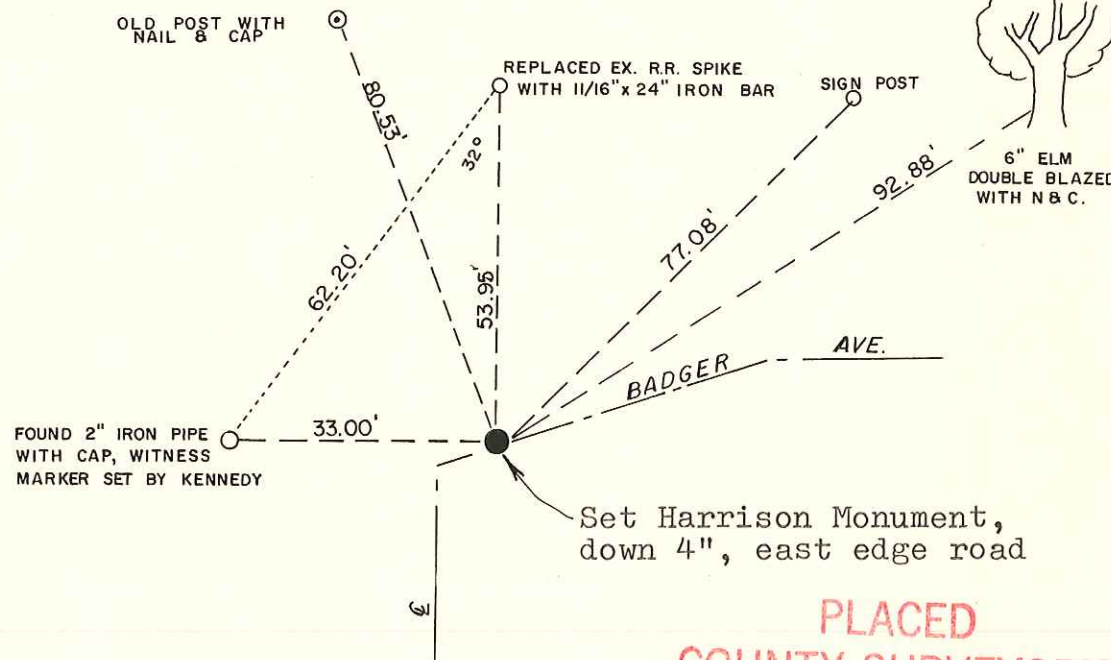 OLD POST WITH
NAIL & CAP
80.53'
REPLACED EX. R.R. SPIKE
WITH 11/16" x 24" IRON BAR
SIGN POST
32°
6" ELM
DOUBLE BLAZED
WITH N & C.
92.88'
77.08'
62.20'
53.95'
BADGER AVE.
33.00'
FOUND 2" IRON PIPE
WITH CAP, WITNESS
MARKER SET BY KENNEDY
Set Harrison Monument,
down 4", east edge road
PLACED